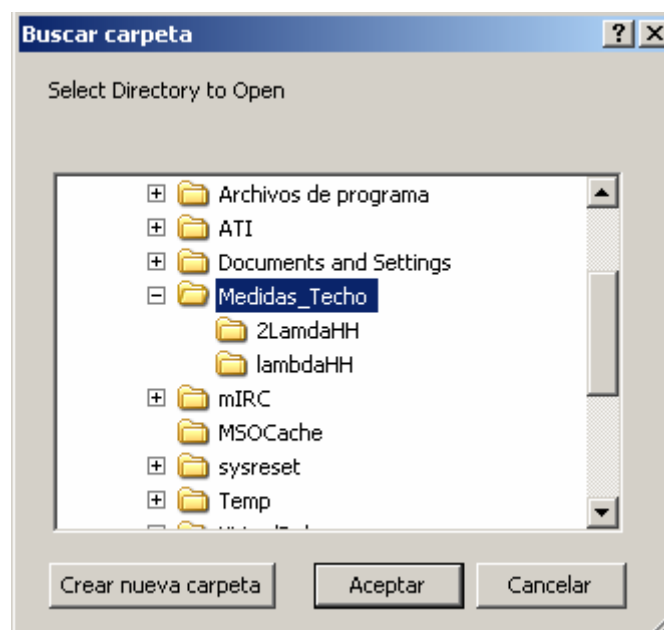 Buscar carpeta
Select Directory to Open
Archivos de programa
ATI
Documents and Settings
Medidas_Techo
2LamdaHH
lambdaHH
mIRC
MSOCache
sysreset
Temp
Crear nueva carpeta
Aceptar
Cancelar